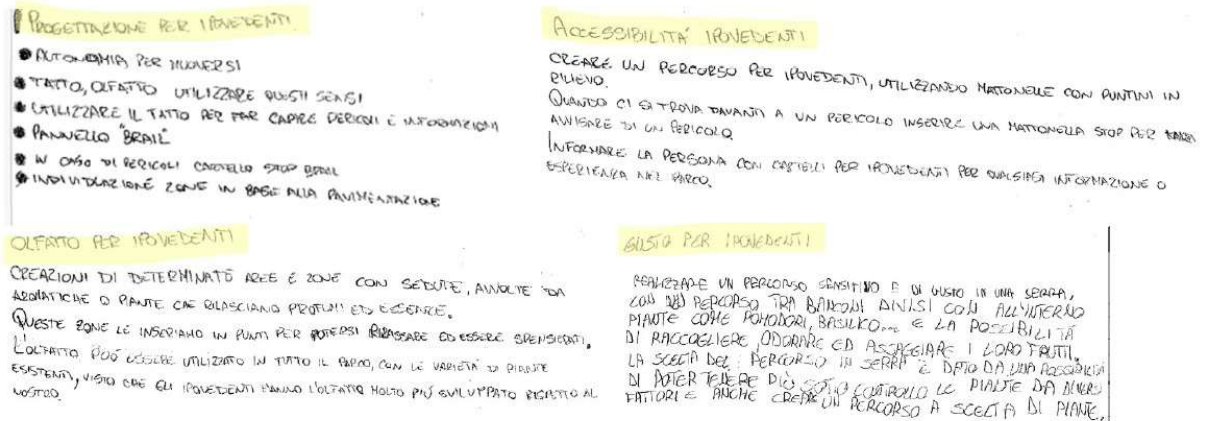 PROGETTAZIONE PER IPOVEDENTI
AUTONOMIA PER MUOVERSI
TATTO, OLFATTO UTILIZZARE QUESTI SENSI
UTILIZZARE IL TATTO PER FAR CAPIRE PERICOLI E INFORMAZIONI
PANNELLO "BRAIL"
IN CASO DI PERICOLI CARTELLO STOP BRAIL
INDIVIDUAZIONE ZONE IN BASE ALLA PAVIMENTAZIONE
ACCESSIBILITÀ IPOVEDENTI
CREARE UN PERCORSO PER IPOVEDENTI, UTILIZZANDO MATTONELLE CON PUNTINI IN
RILIEVO.
QUANDO CI SI TROVA DAVANTI A UN PERICOLO INSERIRE UNA MATTONELLA STOP PER
AVVISARE DI UN PERICOLO.
INFORMARE LA PERSONA CON CARTELLI PER IPOVEDENTI PER QUALSIASI INFORMAZIONE O
ESPERIENZA NEL PARCO.
OLFATTO PER IPOVEDENTI
CREAZIONI DI DETERMINATE AREE E ZONE CON SEDUTE, AVVOLTE DA
AROMATICHE O PIANTE CHE RILASCIANO PROFUMI ED ESSENZE.
QUESTE ZONE LE INSERIAMO IN PUNTI PER POTERSI RILASSARE ED ESSERE SPENSIERATI.
L'OLFATTO PUÒ ESSERE UTILIZATO IN TUTTO IL PARCO, CON LE VARIETÀ DI PIANTE
ESISTENTI, VISTO CHE GLI IPOVEDENTI HANNO L'OLFATTO MOLTO PIÙ SVILUPPATO RISPETTO AL
NOSTRO.
GUSTO PER IPOVEDENTI
REALIZZARE UN PERCORSO SENSITIVO E DI GUSTO IN UNA SERRA,
CON UN PERCORSO TRA BANCONI DIVISI CON ALL'INTERNO
PIANTE COME POMODORI, BASILICO... E LA POSSIBILITÀ
DI RACCOGLIERE, ODORARE ED ASSAGGIARE I LORO FRUTTI.
LA SCELTA DEL PERCORSO IN SERRA È DATO DA UNA POSSIBILITÀ
DI POTER TENERE PIÙ SOTTO CONTROLLO LE PIANTE DA DIVERSI
FATTORI E ANCHE CREARE UN PERCORSO A SCELTA DI PIANTE.